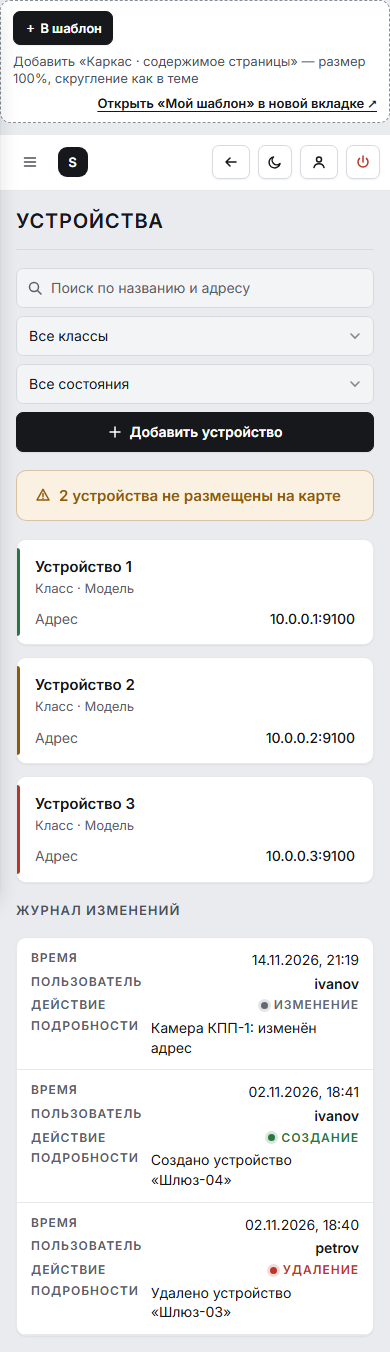 + В шаблон
Добавить «Каркас · содержимое страницы» — размер
100%, скругление как в теме
Открыть «Мой шаблон» в новой вкладке ↗
S
УСТРОЙСТВА
Поиск по названию и адресу
Все классы
Все состояния
+ Добавить устройство
2 устройства не размещены на карте
Устройство 1
Класс · Модель
Адрес 10.0.0.1:9100
Устройство 2
Класс · Модель
Адрес 10.0.0.2:9100
Устройство 3
Класс · Модель
Адрес 10.0.0.3:9100
ЖУРНАЛ ИЗМЕНЕНИЙ
ВРЕМЯ 14.11.2026, 21:19
ПОЛЬЗОВАТЕЛЬ ivanov
ДЕЙСТВИЕ ИЗМЕНЕНИЕ
ПОДРОБНОСТИ Камера КПП-1: изменён
адрес
ВРЕМЯ 02.11.2026, 18:41
ПОЛЬЗОВАТЕЛЬ ivanov
ДЕЙСТВИЕ СОЗДАНИЕ
ПОДРОБНОСТИ Создано устройство
«Шлюз-04»
ВРЕМЯ 02.11.2026, 18:40
ПОЛЬЗОВАТЕЛЬ petrov
ДЕЙСТВИЕ УДАЛЕНИЕ
ПОДРОБНОСТИ Удалено устройство
«Шлюз-03»